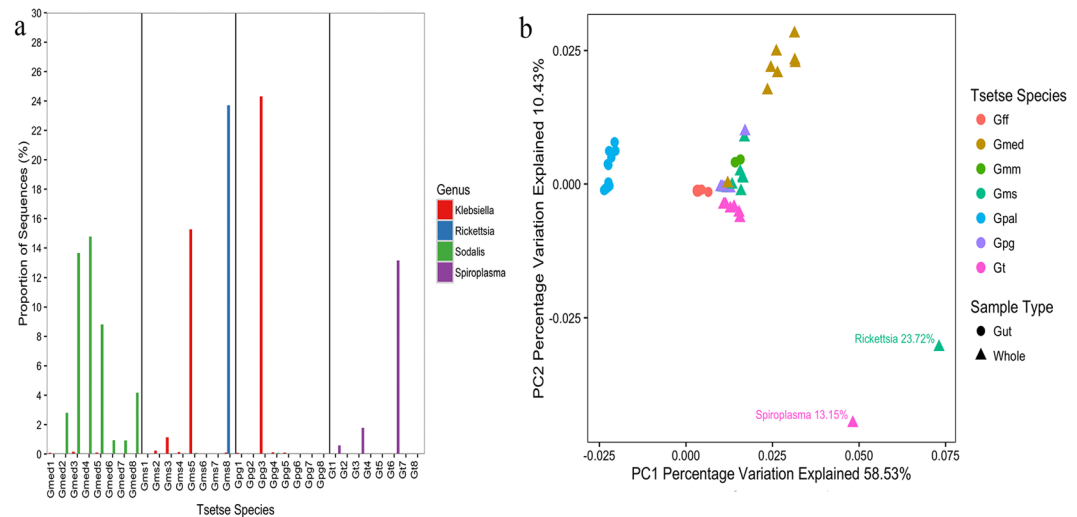 a
30
28
26
24
22
20
18
16
14
12
10
8
6
4
2
0
Proportion of Sequences (%)
Gmed1
Gmed2
Gmed3
Gmed4
Gmed5
Gmed6
Gmed7
Gmed8
Gms1
Gms2
Gms3
Gms4
Gms5
Gms6
Gms7
Gms8
Gpg1
Gpg2
Gpg3
Gpg4
Gpg5
Gpg6
Gpg7
Gpg8
Gt1
Gt2
Gt3
Gt4
Gt5
Gt6
Gt7
Gt8
Tsetse Species
Genus
Klebsiella
Rickettsia
Sodalis
Spiroplasma
b
0.025
0.000
-0.025
PC2 Percentage Variation Explained 10.43%
Rickettsia 23.72%
Spiroplasma 13.15%
-0.025
0.000
0.025
0.050
0.075
PC1 Percentage Variation Explained 58.53%
Tsetse Species
Gff
Gmed
Gmm
Gms
Gpal
Gpg
Gt
Sample Type
Gut
Whole